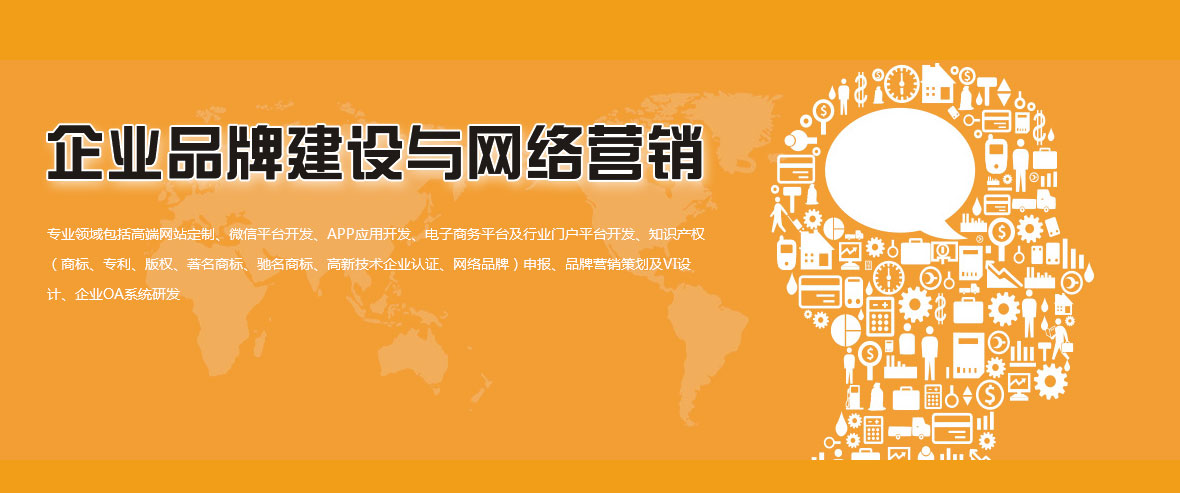 企业品牌建设与网络营销
专业领域包括高端网站定制、微信平台开发、APP应用开发、电子商务平台及行业门户平台开发、知识产权
（商标、专利、版权、著名商标、驰名商标、高新技术企业认证、网络品牌）申报、品牌营销策划及VI设
计、企业OA系统研发